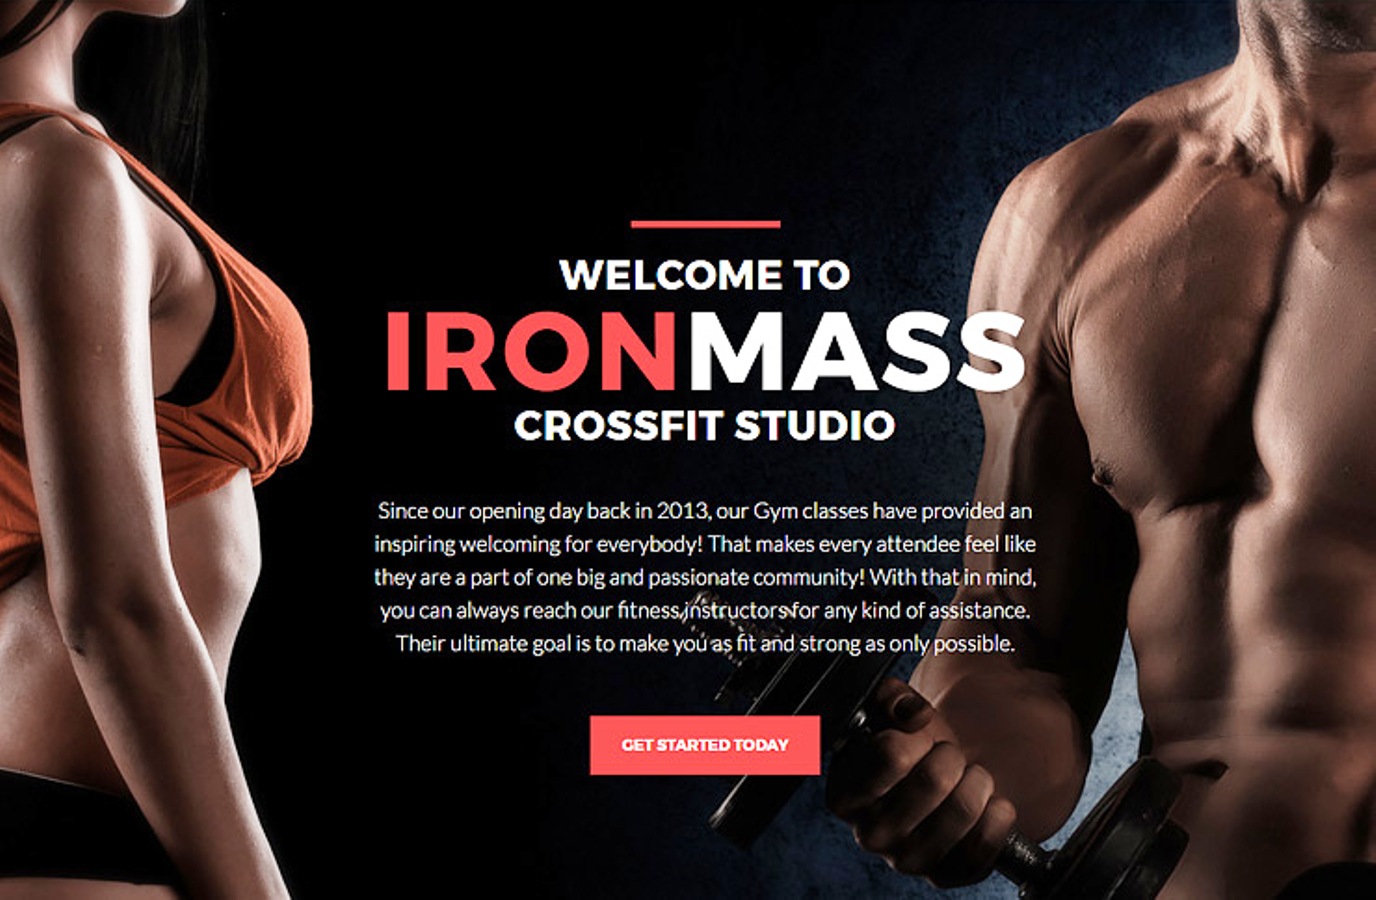 WELCOME TO
IRONMASS
CROSSFIT STUDIO
Since our opening day back in 2013, our Gym classes have provided an
inspiring welcoming for everybody! That makes every attendee feel like
they are a part of one big and passionate community! With that in mind,
you can always reach our fitness instructors for any kind of assistance.
Their ultimate goal is to make you as fit and strong as only possible.
GET STARTED TODAY